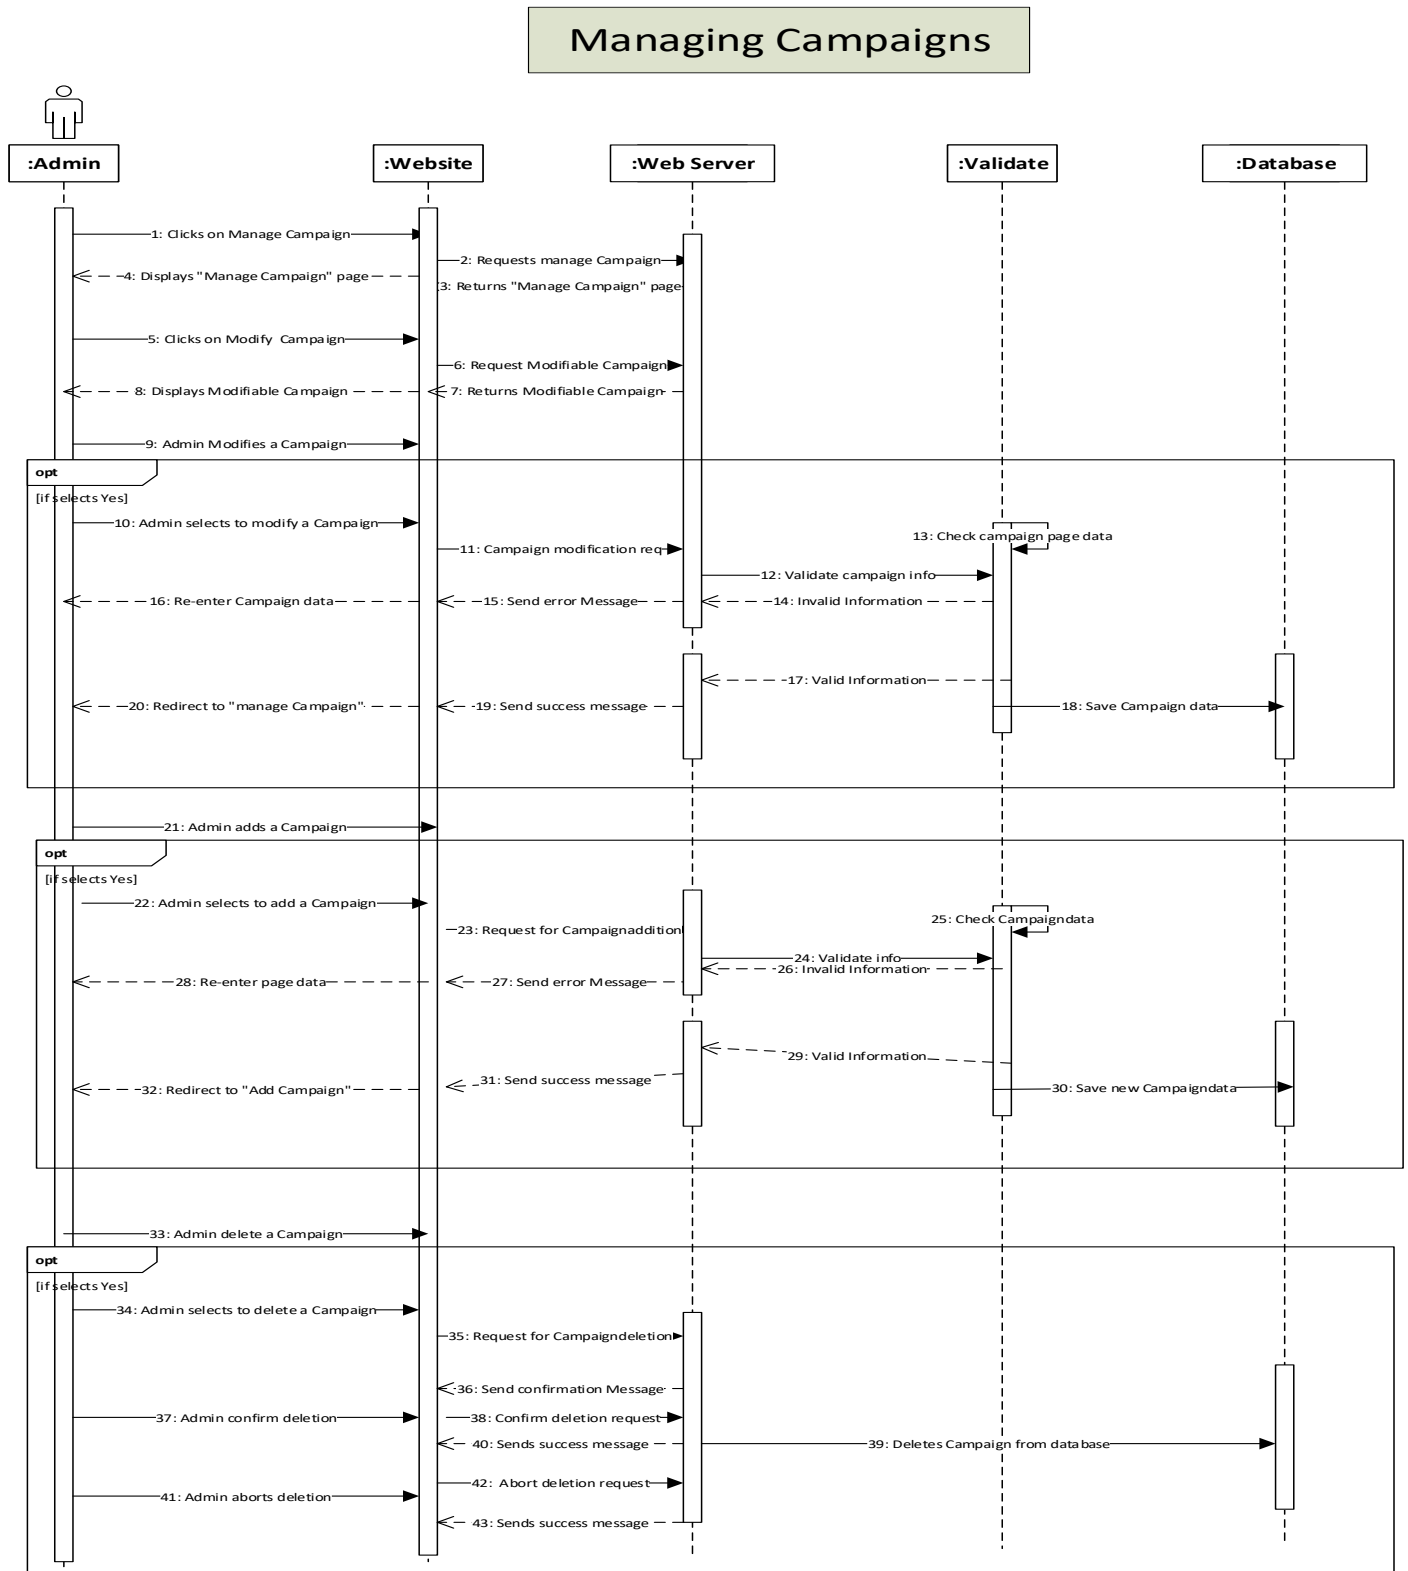 Managing Campaigns
:Admin
:Website
:Web Server
:Validate
:Database
1: Clicks on Manage Campaign
2: Requests manage Campaign
4: Displays "Manage Campaign" page
3: Returns "Manage Campaign" page
5: Clicks on Modify Campaign
6: Request Modifiable Campaign
8: Displays Modifiable Campaign
7: Returns Modifiable Campaign
9: Admin Modifies a Campaign
opt
[if selects Yes]
10: Admin selects to modify a Campaign
13: Check campaign page data
11: Campaign modification req
12: Validate campaign info
16: Re-enter Campaign data
15: Send error Message
14: Invalid Information
17: Valid Information
20: Redirect to "manage Campaign"
19: Send success message
18: Save Campaign data
21: Admin adds a Campaign
opt
[if selects Yes]
22: Admin selects to add a Campaign
25: Check Campaigndata
23: Request for Campaignaddition
24: Validate info
26: Invalid Information
28: Re-enter page data
27: Send error Message
29: Valid Information
31: Send success message
32: Redirect to "Add Campaign"
30: Save new Campaigndata
33: Admin delete a Campaign
opt
[if selects Yes]
34: Admin selects to delete a Campaign
35: Request for Campaigndeletion
36: Send confirmation Message
37: Admin confirm deletion
38: Confirm deletion request
40: Sends success message
39: Deletes Campaign from database
42: Abort deletion request
41: Admin aborts deletion
43: Sends success message